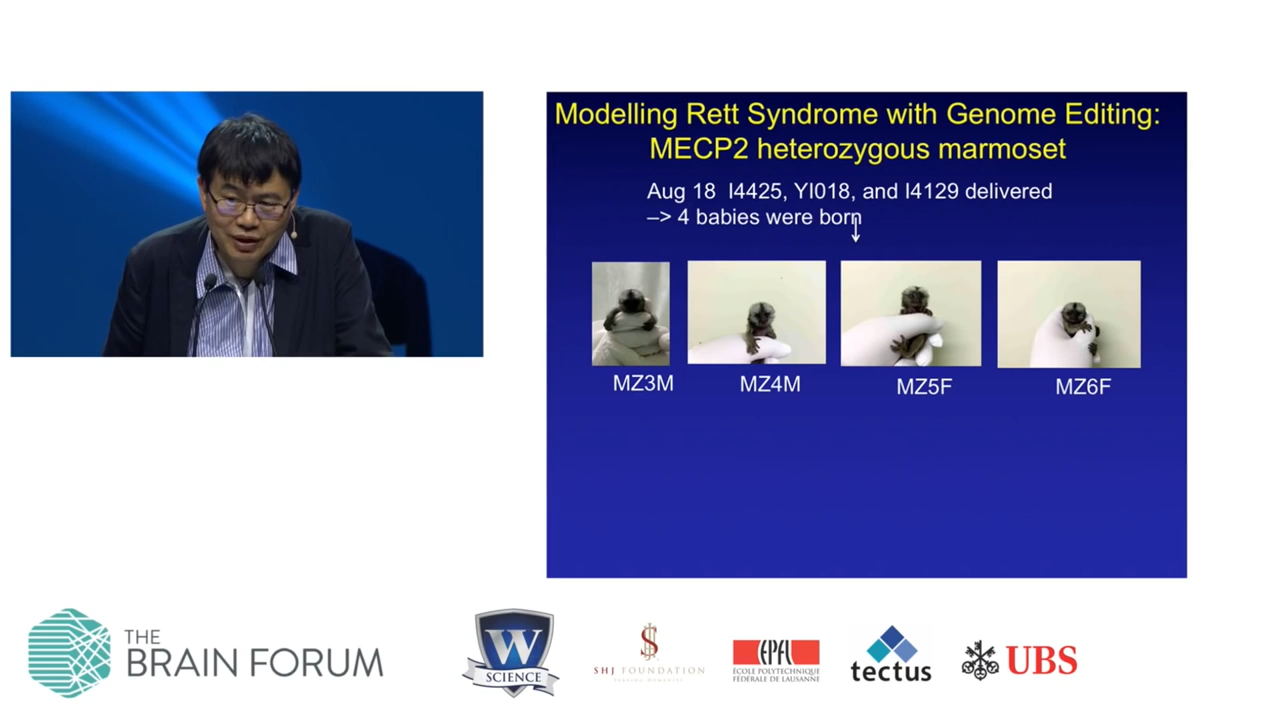 Modelling Rett Syndrome with Genome Editing:
MECP2 heterozygous marmoset
Aug 18 I4425, YI018, and I4129 delivered
–> 4 babies were born
MZ3M
MZ4M
MZ5F
MZ6F
THE
BRAIN FORUM
W
SCIENCE
SHJ FOUNDATION
EPFL
ÉCOLE POLYTECHNIQUE
FÉDÉRALE DE LAUSANNE
tectus
UBS